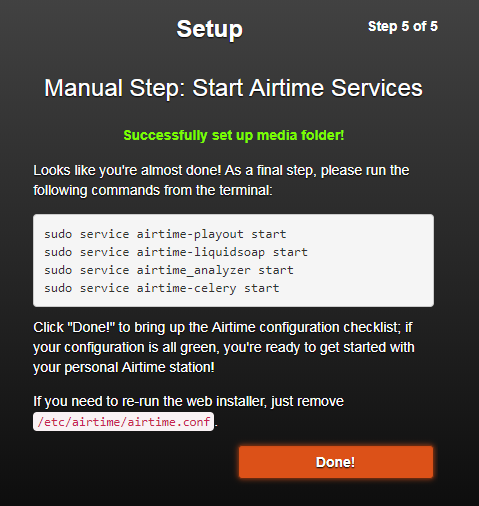 Setup
Step 5 of 5
Manual Step: Start Airtime Services
Successfully set up media folder!
Looks like you're almost done! As a final step, please run the
following commands from the terminal:
sudo service airtime-playout start
sudo service airtime-liquidsoap start
sudo service airtime_analyzer start
sudo service airtime-celery start
Click "Done!" to bring up the Airtime configuration checklist; if
your configuration is all green, you're ready to get started with
your personal Airtime station!
If you need to re-run the web installer, just remove
/etc/airtime/airtime.conf.
Done!